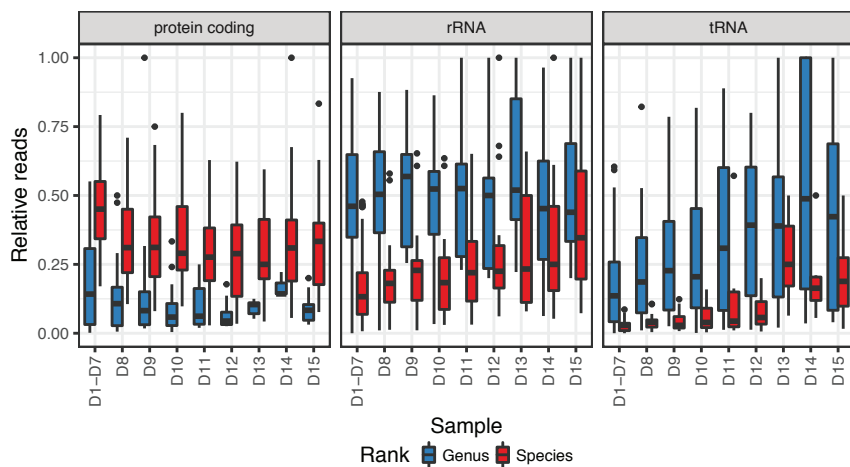 protein coding rRNA tRNA
1.00
0.75
0.50
0.25
0.00
Relative reads
D1−D7 D8 D9 D10 D11 D12 D13 D14 D15
D1−D7 D8 D9 D10 D11 D12 D13 D14 D15
D1−D7 D8 D9 D10 D11 D12 D13 D14 D15
Sample
Rank Genus Species